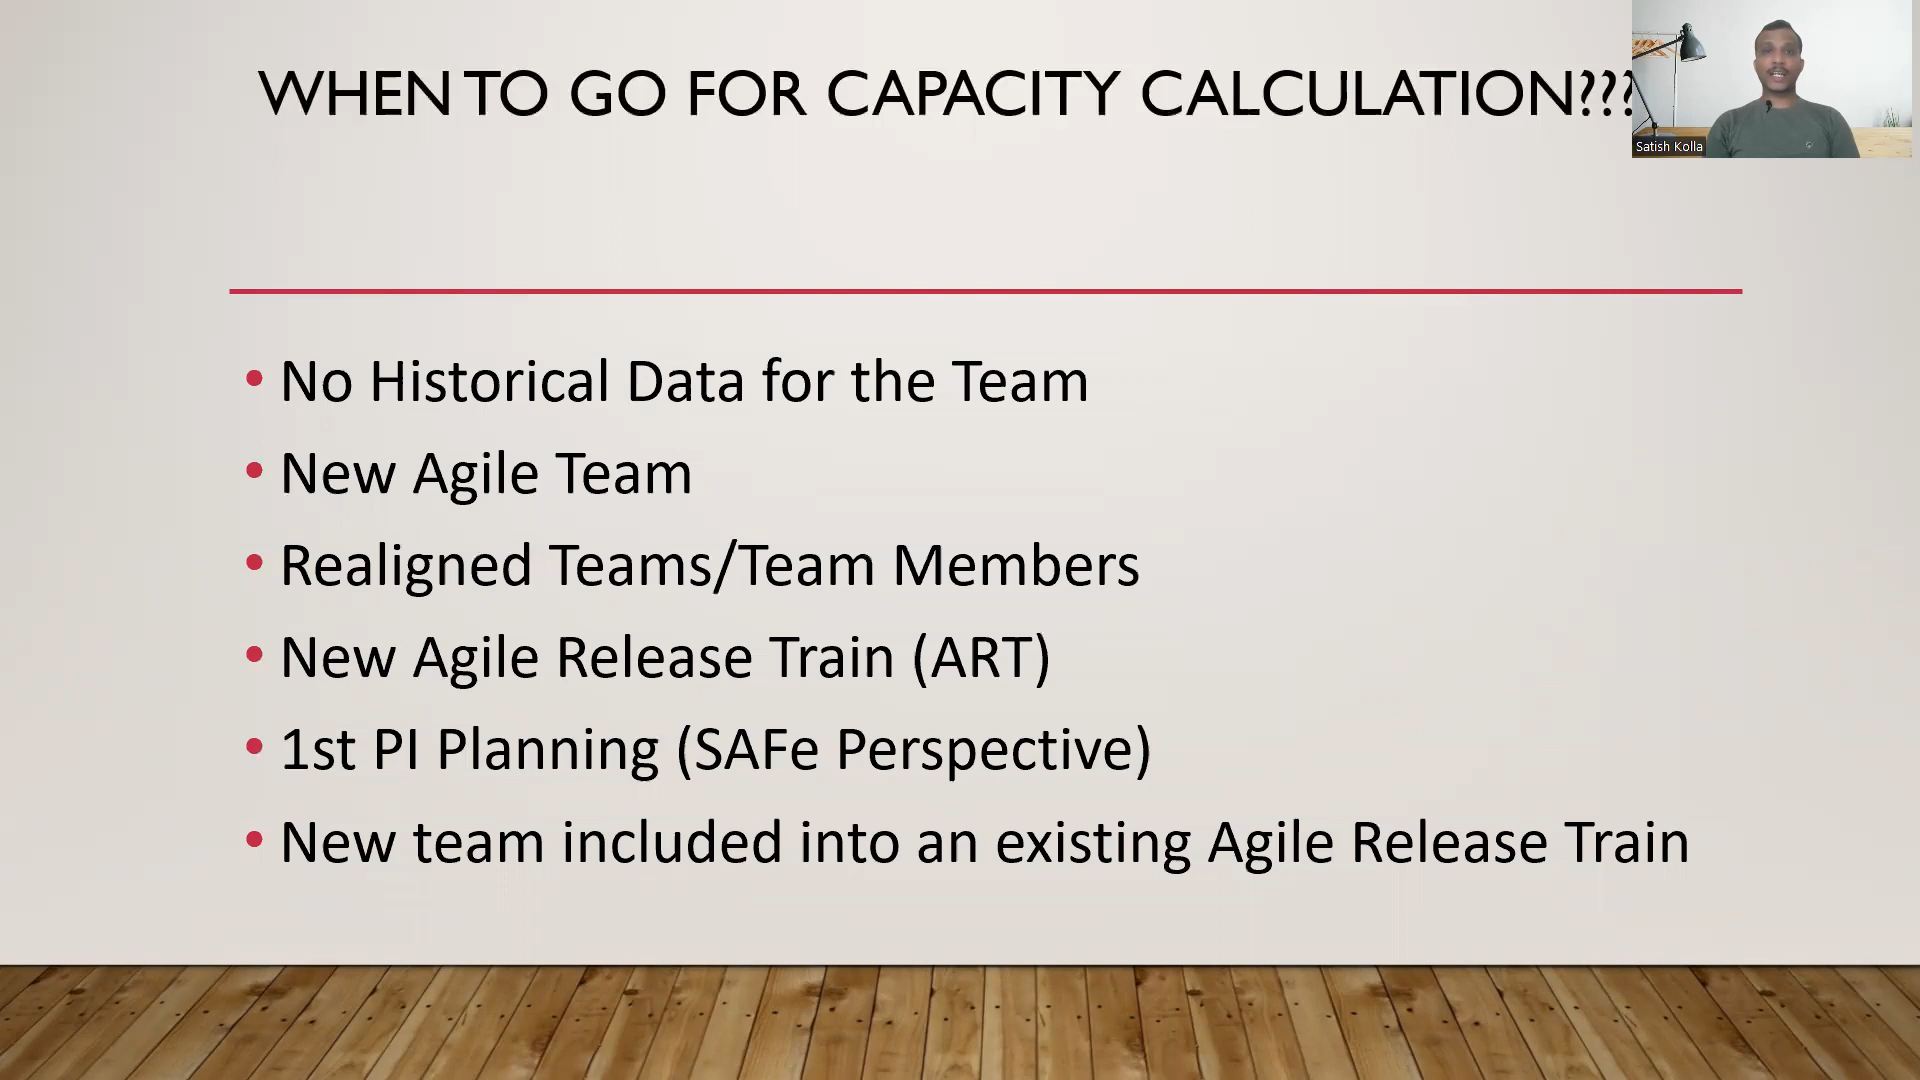 WHEN TO GO FOR CAPACITY CALCULATION???
Satish Kolla
• No Historical Data for the Team
• New Agile Team
• Realigned Teams/Team Members
• New Agile Release Train (ART)
• 1st PI Planning (SAFe Perspective)
• New team included into an existing Agile Release Train